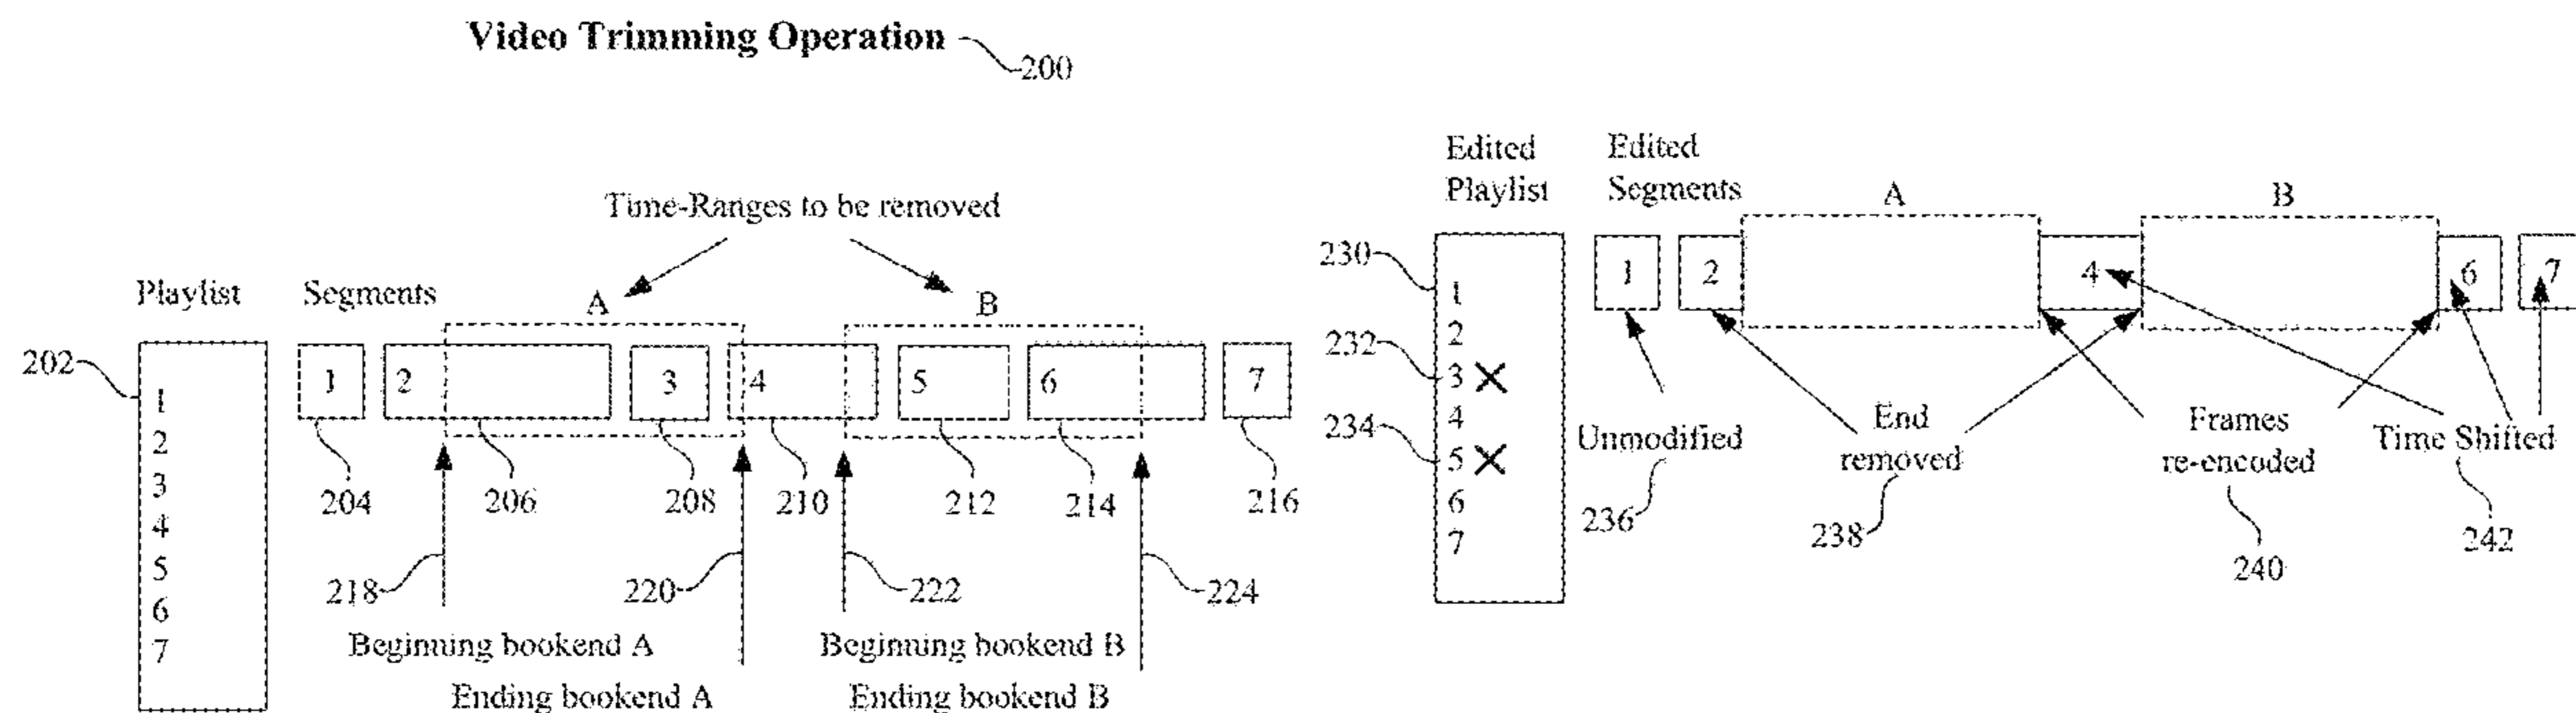 Video Trimming Operation
200
Time-Ranges to be removed
Playlist
Segments
A
B
202
1
2
3
4
5
6
7
1
2
3
4
5
6
7
204
206
208
210
212
214
216
218
220
222
224
Beginning bookend A
Beginning bookend B
Ending bookend A
Ending bookend B
Edited
Playlist
Edited
Segments
A
B
230
232
234
1
2
3
4
5
6
7
1
2
4
6
7
Unmodified
End
removed
Frames
re-encoded
Time Shifted
236
238
240
242